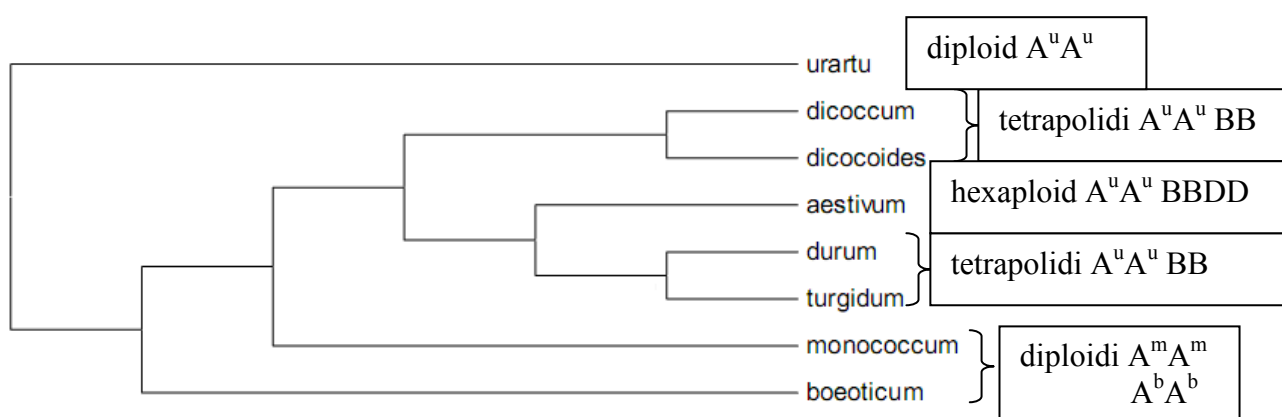 diploid AᵘAᵘ
urartu
dicoccum
tetrapolidi AᵘAᵘ BB
dicocoides
hexaploid AᵘAᵘ BBDD
aestivum
durum
tetrapolidi AᵘAᵘ BB
turgidum
monococcum
diploidi AᵐAᵐ
AᵇAᵇ
boeoticum